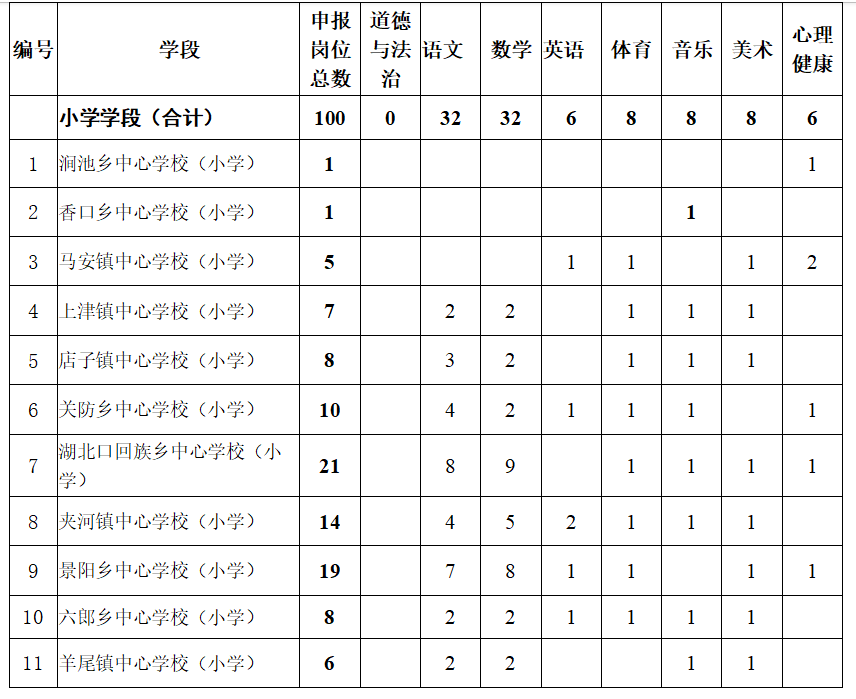 编号 学段 申报岗位总数 道德与法治 语文 数学 英语 体育 音乐 美术 心理健康
小学学段（合计） 100 0 32 32 6 8 8 8 6
1 涧池乡中心学校（小学） 1 1
2 香口乡中心学校（小学） 1 1
3 马安镇中心学校（小学） 5 1 1 1 2
4 上津镇中心学校（小学） 7 2 2 1 1 1
5 店子镇中心学校（小学） 8 3 2 1 1 1
6 关防乡中心学校（小学） 10 4 2 1 1 1 1
7 湖北口回族乡中心学校（小学） 21 8 9 1 1 1 1
8 夹河镇中心学校（小学） 14 4 5 2 1 1 1
9 景阳乡中心学校（小学） 19 7 8 1 1 1 1
10 六郎乡中心学校（小学） 8 2 2 1 1 1 1
11 羊尾镇中心学校（小学） 6 2 2 1 1